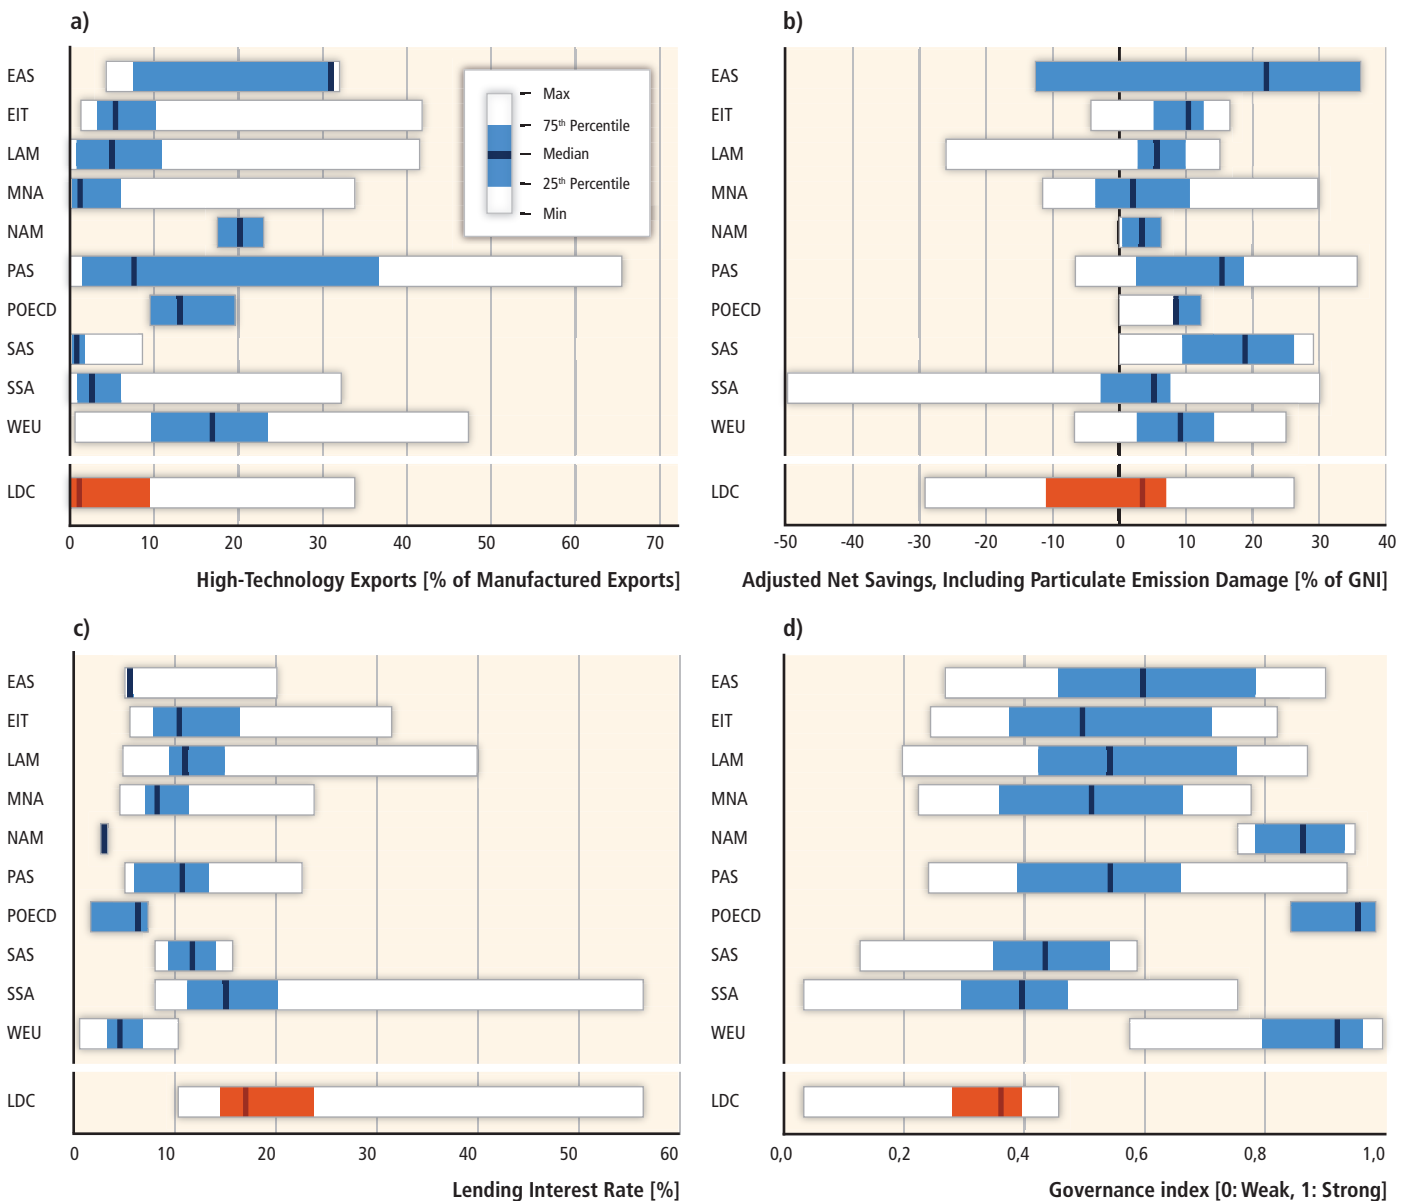 a)
EAS
EIT
LAM
MNA
NAM
PAS
POECD
SAS
SSA
WEU
LDC
Max
75th Percentile
Median
25th Percentile
Min
0 10 20 30 40 50 60 70
High-Technology Exports [% of Manufactured Exports]
b)
EAS
EIT
LAM
MNA
NAM
PAS
POECD
SAS
SSA
WEU
LDC
-50 -40 -30 -20 -10 0 10 20 30 40
Adjusted Net Savings, Including Particulate Emission Damage [% of GNI]
c)
EAS
EIT
LAM
MNA
NAM
PAS
POECD
SAS
SSA
WEU
LDC
0 10 20 30 40 50 60
Lending Interest Rate [%]
d)
EAS
EIT
LAM
MNA
NAM
PAS
POECD
SAS
SSA
WEU
LDC
0,0 0,2 0,4 0,6 0,8 1,0
Governance index [0: Weak, 1: Strong]